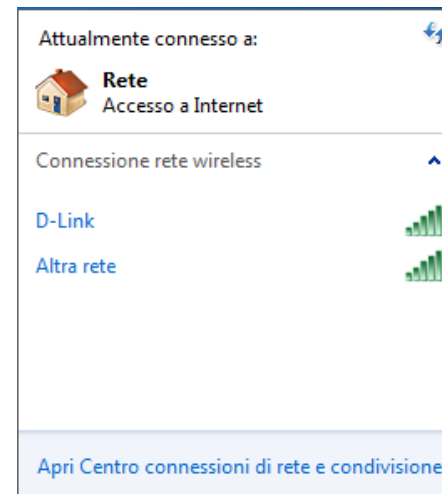 Attualmente connesso a:
Rete
Accesso a Internet
Connessione rete wireless
D-Link
Altra rete
Apri Centro connessioni di rete e condivisione